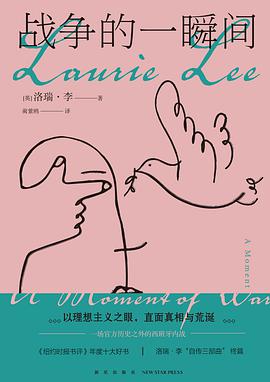 战争的一瞬间
Laurie Lee
[英]洛瑞·李——著
蔺紫鸥——译
A Moment of War
A Moment of War
以理想主义之眼，直面真相与荒诞
一场官方历史之外的西班牙内战
《纽约时报书评》年度十大好书
洛瑞·李“自传三部曲”终篇
新星出版社 NEW STAR PRESS